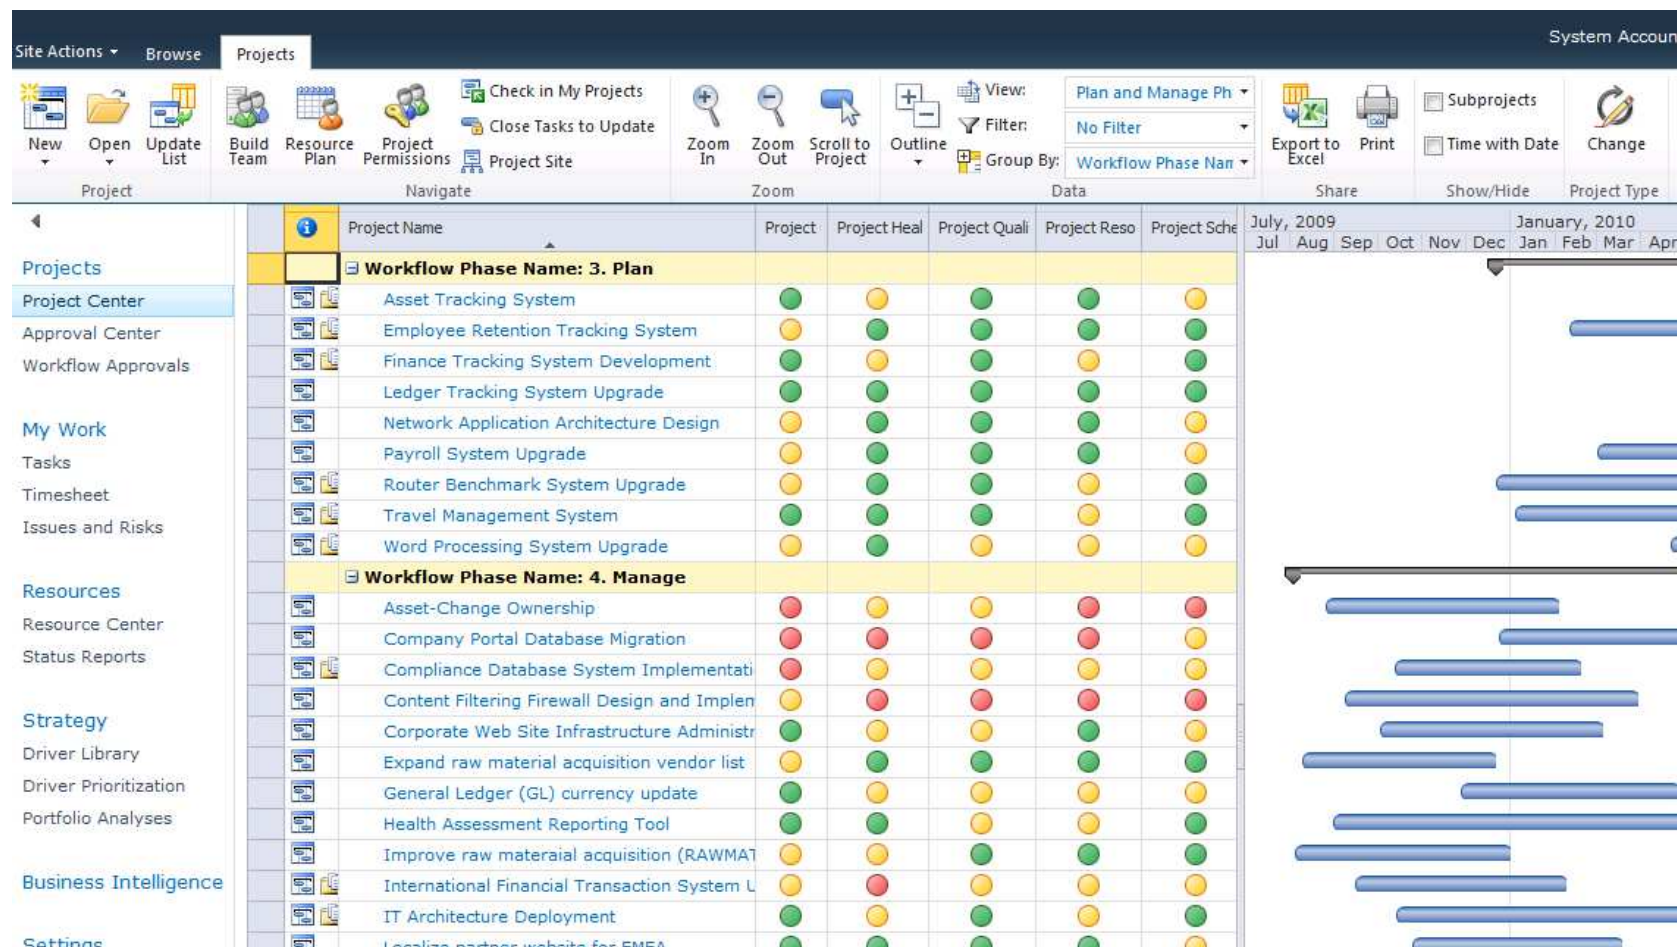 System Accoun
Site Actions Browse Projects
New Open Update List
Build Team Resource Plan Project Permissions
Check in My Projects
Close Tasks to Update
Project Site
Zoom In Zoom Out Scroll to Project
Outline
View: Plan and Manage Ph
Filter: No Filter
Group By: Workflow Phase Nam
Export to Excel Print
Subprojects
Time with Date
Change
Project Navigate Zoom Data Share Show/Hide Project Type
Projects
Project Center
Approval Center
Workflow Approvals
My Work
Tasks
Timesheet
Issues and Risks
Resources
Resource Center
Status Reports
Strategy
Driver Library
Driver Prioritization
Portfolio Analyses
Business Intelligence
Settings
Project Name Project Project Heal Project Quali Project Reso Project Sche
July, 2009 January, 2010
Jul Aug Sep Oct Nov Dec Jan Feb Mar Apr
Workflow Phase Name: 3. Plan
Asset Tracking System
Employee Retention Tracking System
Finance Tracking System Development
Ledger Tracking System Upgrade
Network Application Architecture Design
Payroll System Upgrade
Router Benchmark System Upgrade
Travel Management System
Word Processing System Upgrade
Workflow Phase Name: 4. Manage
Asset-Change Ownership
Company Portal Database Migration
Compliance Database System Implementati
Content Filtering Firewall Design and Implem
Corporate Web Site Infrastructure Administr
Expand raw material acquisition vendor list
General Ledger (GL) currency update
Health Assessment Reporting Tool
Improve raw materaial acquisition (RAWMAT
International Financial Transaction System U
IT Architecture Deployment
Localize partner website for EMEA